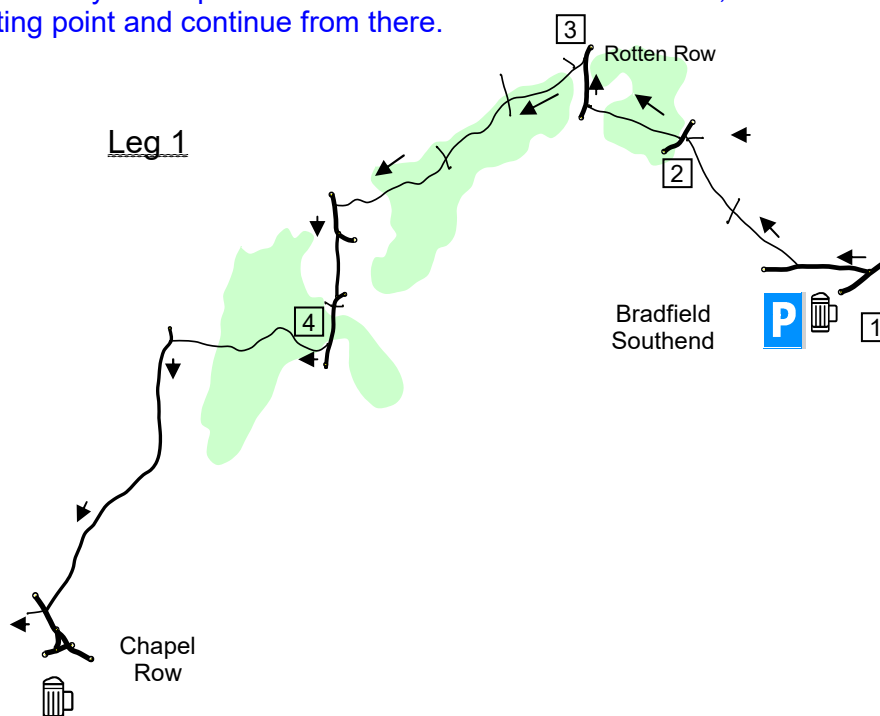 ting point and continue from there.
3
Rotten Row
Leg 1
2
4
Bradfield
Southend
P
1
Chapel
Row